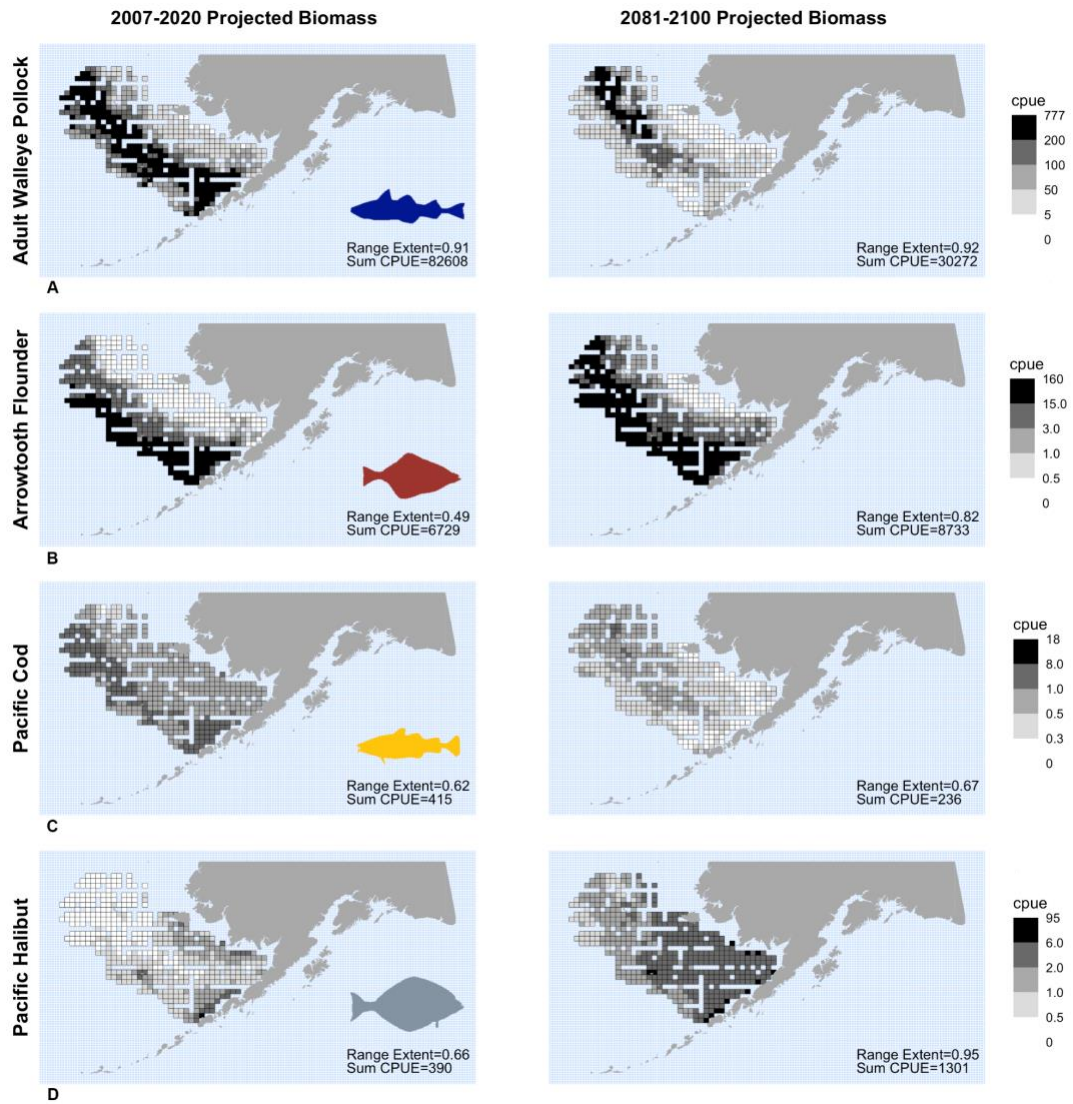 2007-2020 Projected Biomass
2081-2100 Projected Biomass
Adult Walleye Pollock
Range Extent=0.91
Sum CPUE=82608
Range Extent=0.92
Sum CPUE=30272
cpue
777
200
100
50
5
0
A
Arrowtooth Flounder
Range Extent=0.49
Sum CPUE=6729
Range Extent=0.82
Sum CPUE=8733
cpue
160
15.0
3.0
1.0
0.5
0
B
Pacific Cod
Range Extent=0.62
Sum CPUE=415
Range Extent=0.67
Sum CPUE=236
cpue
18
8.0
1.0
0.5
0.3
0
C
Pacific Halibut
Range Extent=0.66
Sum CPUE=390
Range Extent=0.95
Sum CPUE=1301
cpue
95
6.0
2.0
1.0
0.5
0
D